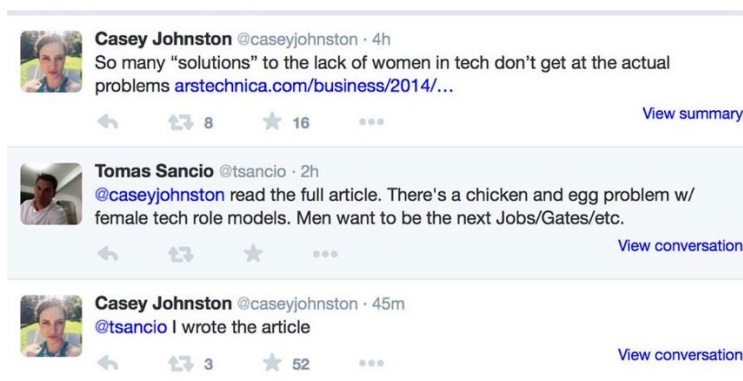 Casey Johnston @caseyjohnston · 4h
So many “solutions” to the lack of women in tech don’t get at the actual
problems arstechnica.com/business/2014/…
8 16
View summary
Tomas Sancio @tsancio · 2h
@caseyjohnston read the full article. There's a chicken and egg problem w/
female tech role models. Men want to be the next Jobs/Gates/etc.
View conversation
Casey Johnston @caseyjohnston · 45m
@tsancio I wrote the article
3 52
View conversation